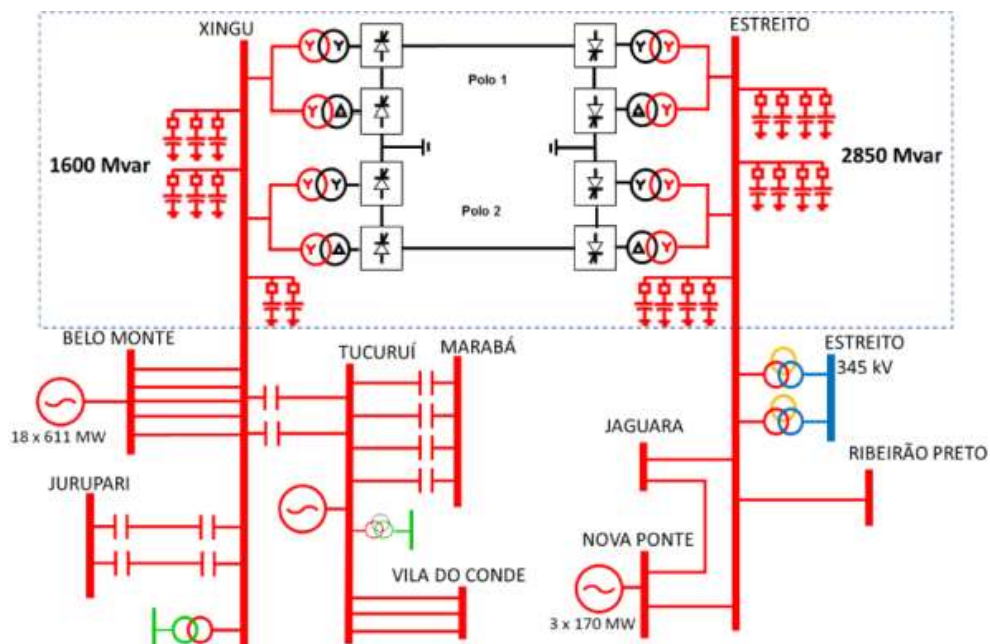 XINGU
ESTREITO
Y Y
Y Y
Polo 1
Y Δ
Y
Δ Y
1600 Mvar
2850 Mvar
Y Y
Y Y
Polo 2
Y Δ
Δ Y
BELO MONTE
TUCURUÍ
MARABÁ
ESTREITO
345 kV
18 x 611 MW
JAGUARA
RIBEIRÃO PRETO
JURUPARI
NOVA PONTE
VILA DO CONDE
3 x 170 MW